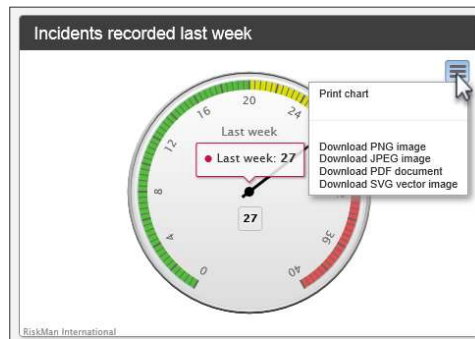 Incidents recorded last week
Print chart
Download PNG image
Download JPEG image
Download PDF document
Download SVG vector image
0
4
8
12
16
20
24
36
40
Last week
Last week: 27
27
RiskMan International